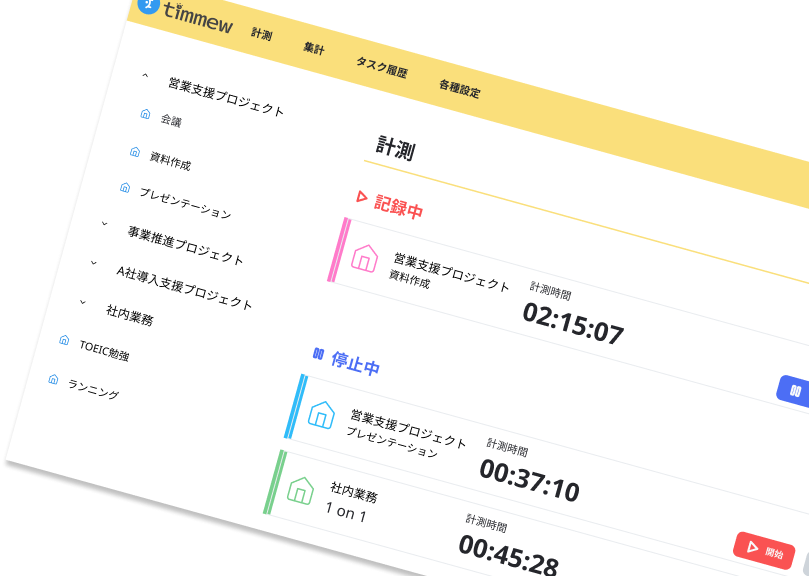 timmew
計測
集計
タスク履歴
各種設定
営業支援プロジェクト
会議
資料作成
プレゼンテーション
事業推進プロジェクト
A社導入支援プロジェクト
社内業務
TOEIC勉強
ランニング
計測
記録中
営業支援プロジェクト
資料作成
計測時間
02:15:07
停止中
営業支援プロジェクト
プレゼンテーション
計測時間
00:37:10
社内業務
1 on 1
計測時間
00:45:28
開始